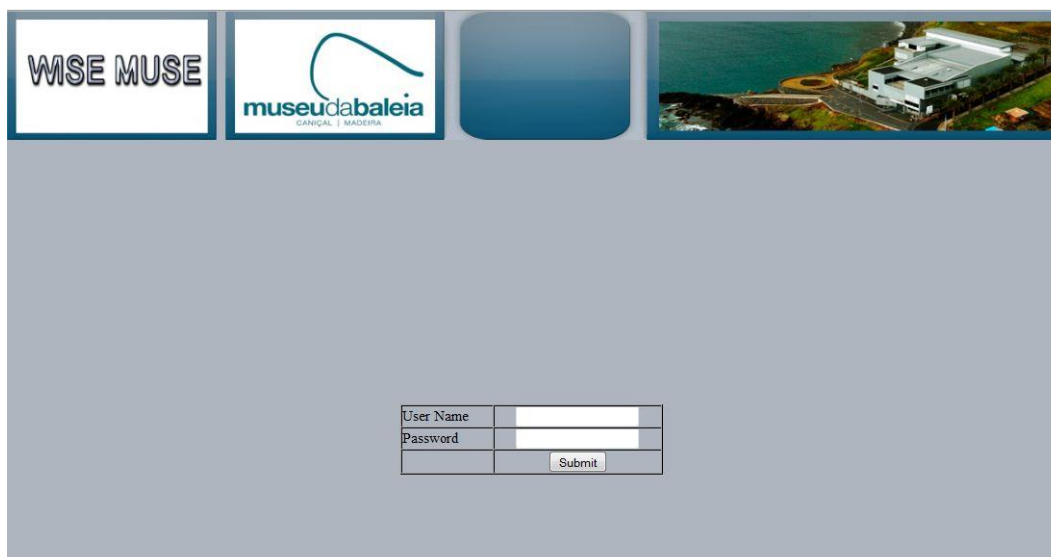 WISE MUSE
museudabaleia
CANIÇAL | MADEIRA
User Name
Password
Submit